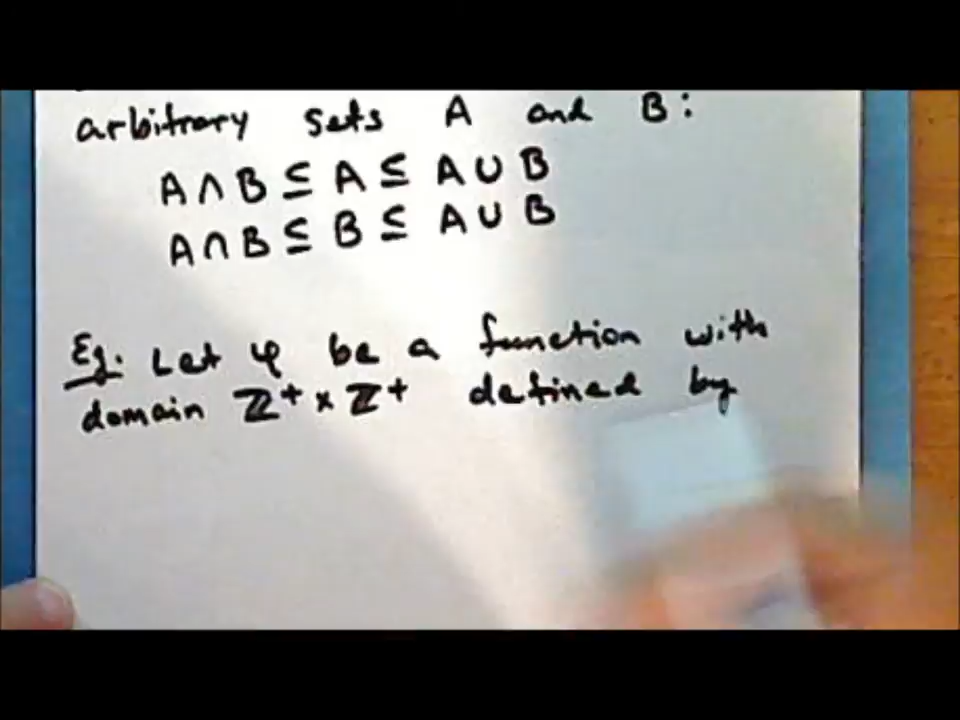 arbitrary sets A and B:
A ∩ B ⊆ A ⊆ A ∪ B
A ∩ B ⊆ B ⊆ A ∪ B
Eg. Let φ be a function with
domain ℤ⁺ × ℤ⁺ defined by